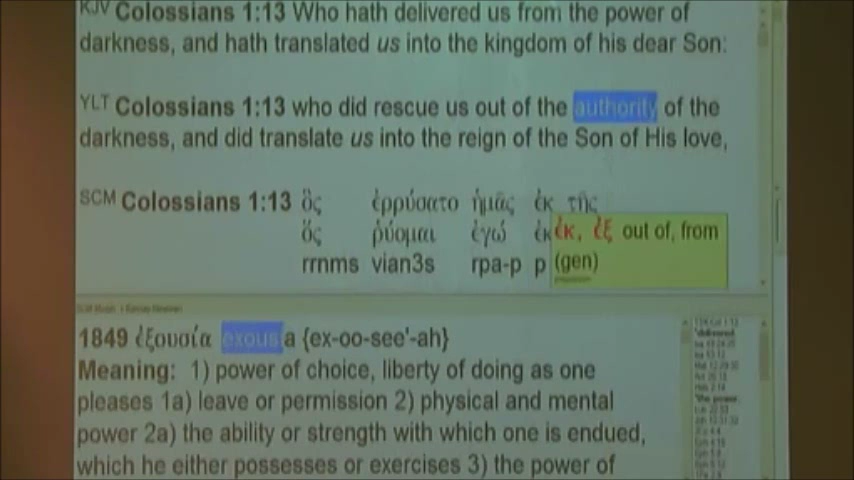 KJV Colossians 1:13 Who hath delivered us from the power of
darkness, and hath translated us into the kingdom of his dear Son:
YLT Colossians 1:13 who did rescue us out of the authority of the
darkness, and did translate us into the reign of the Son of His love,
SCM Colossians 1:13 ὃς ἐρρύσατο ἡμᾶς ἐκ τῆς
ὅς ῥύομαι ἐγώ ἐκ ἐκ, ἐξ out of, from
rrnms vian3s rpa-p p (gen)
1849 ἐξουσία exous a {ex-oo-see'-ah}
Meaning: 1) power of choice, liberty of doing as one
pleases 1a) leave or permission 2) physical and mental
power 2a) the ability or strength with which one is endued,
which he either possesses or exercises 3) the power of